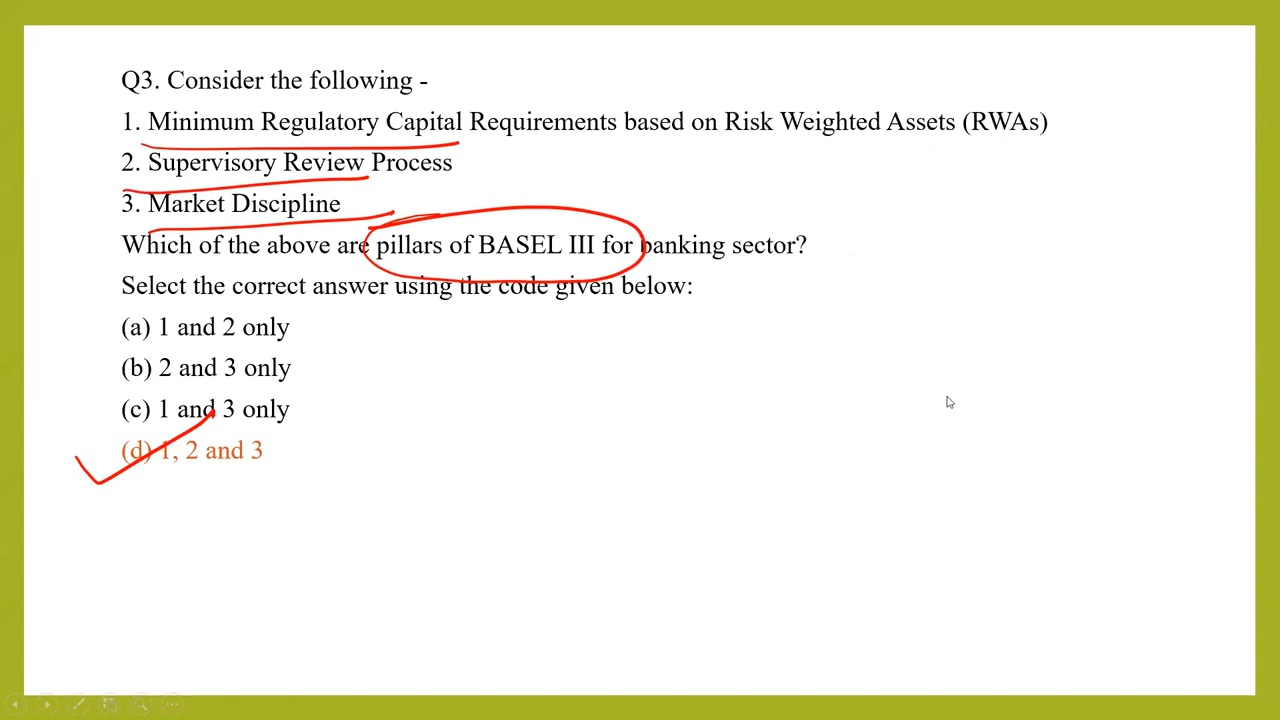 Q3. Consider the following -
1. Minimum Regulatory Capital Requirements based on Risk Weighted Assets (RWAs)
2. Supervisory Review Process
3. Market Discipline
Which of the above are pillars of BASEL III for banking sector?
Select the correct answer using the code given below:
(a) 1 and 2 only
(b) 2 and 3 only
(c) 1 and 3 only
(d) 1, 2 and 3